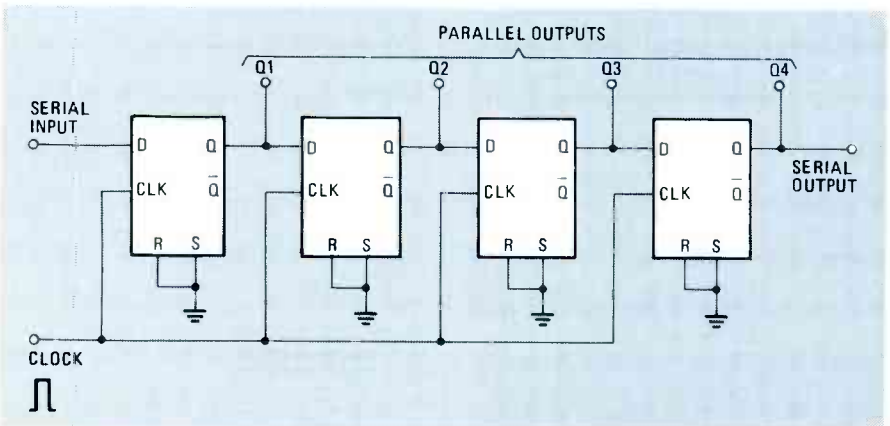 PARALLEL OUTPUTS
Q1 Q2 Q3 Q4
SERIAL
INPUT
D Q D Q D Q D Q
SERIAL
OUTPUT
CLK Q̅ CLK Q̅ CLK Q̅ CLK Q̅
R S R S R S R S
CLOCK